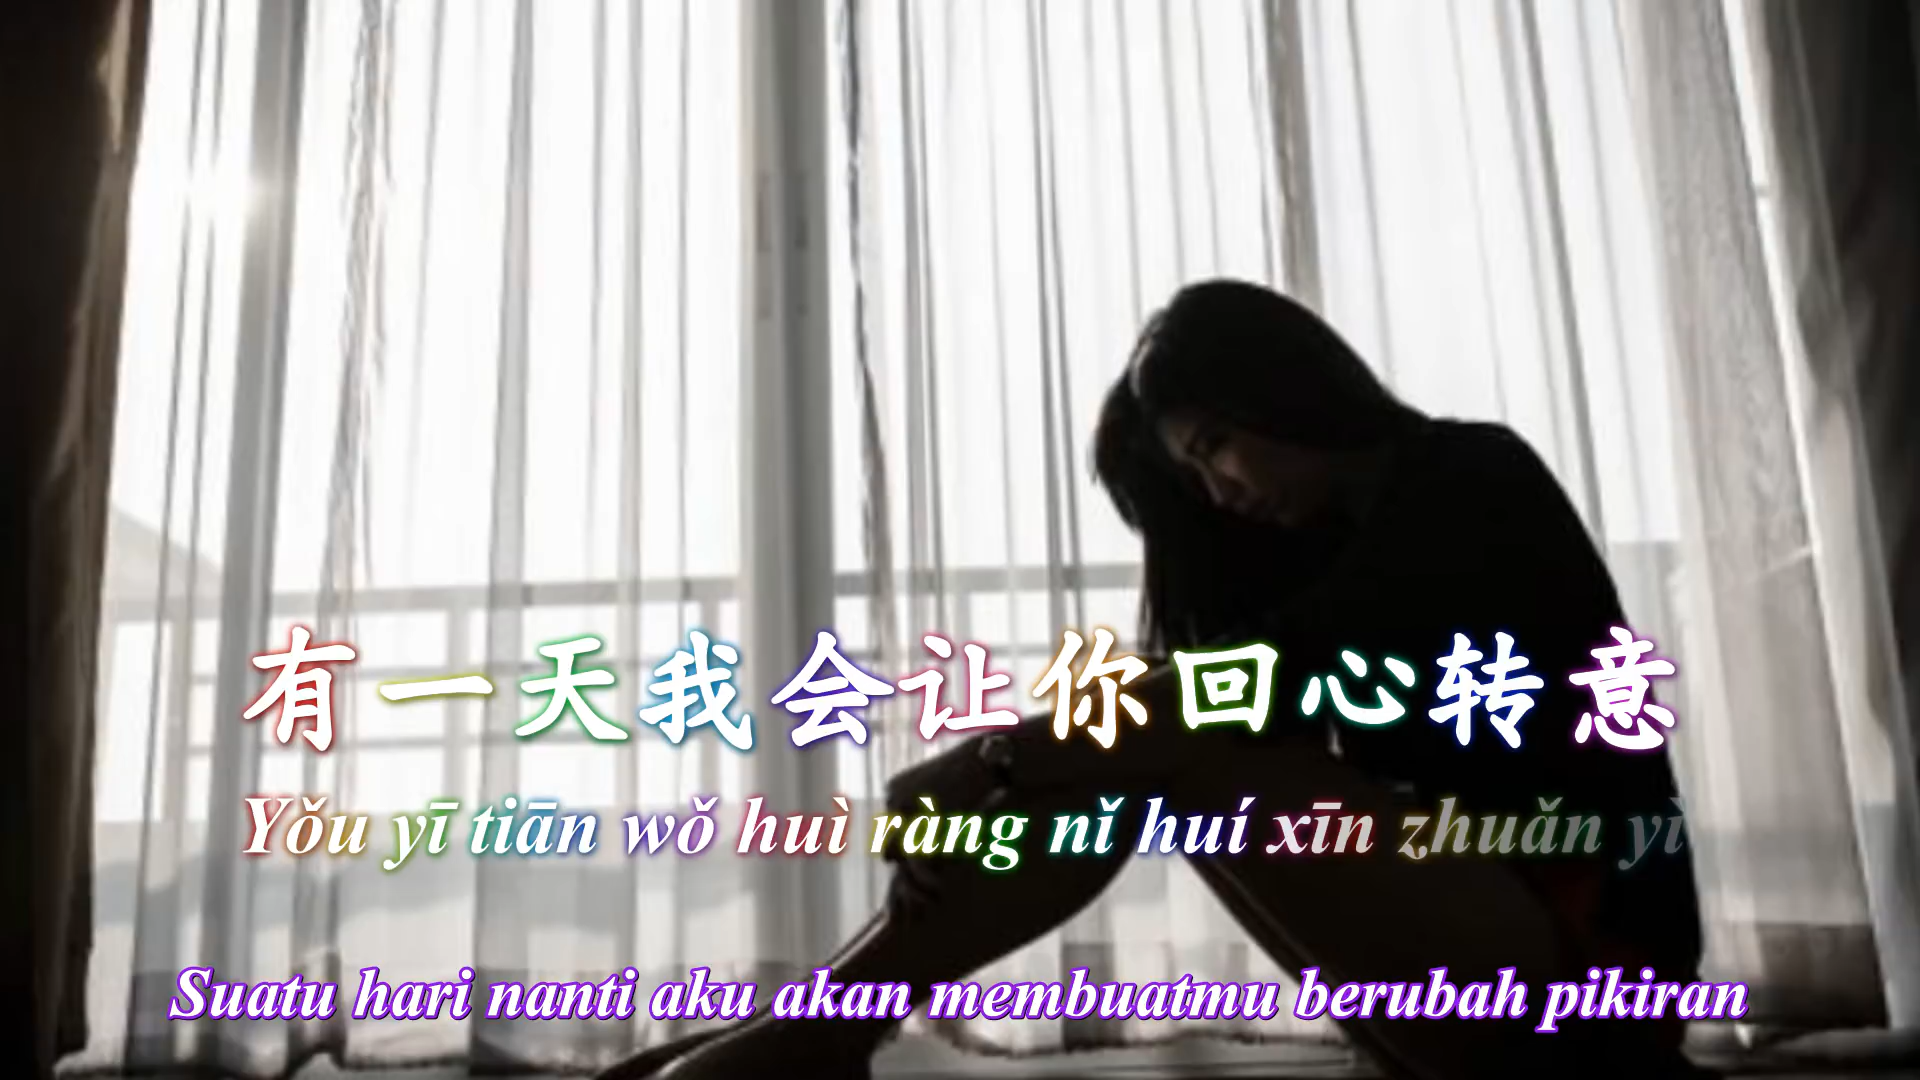 有一天我会让你回心转意
Yǒu yī tiān wǒ huì ràng nǐ huí xīn zhuǎn yì
Suatu hari nanti aku akan membuatmu berubah pikiran